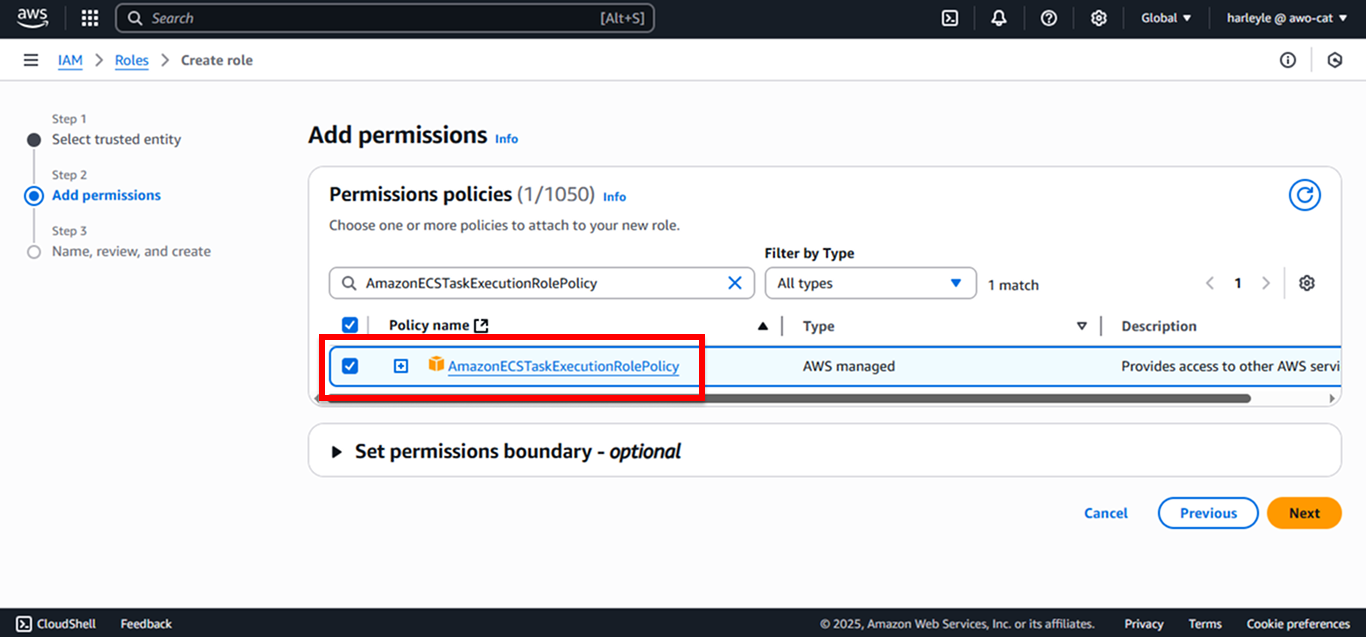 aws Search [Alt+S] Global harleyle @ awo-cat
IAM Roles Create role
Step 1
Select trusted entity
Step 2
Add permissions
Step 3
Name, review, and create
Add permissions Info
Permissions policies (1/1050) Info
Choose one or more policies to attach to your new role.
Filter by Type
AmazonECSTaskExecutionRolePolicy All types 1 match 1
Policy name Type Description
AmazonECSTaskExecutionRolePolicy AWS managed Provides access to other AWS servi
Set permissions boundary - optional
Cancel Previous Next
CloudShell Feedback © 2025, Amazon Web Services, Inc. or its affiliates. Privacy Terms Cookie preferences